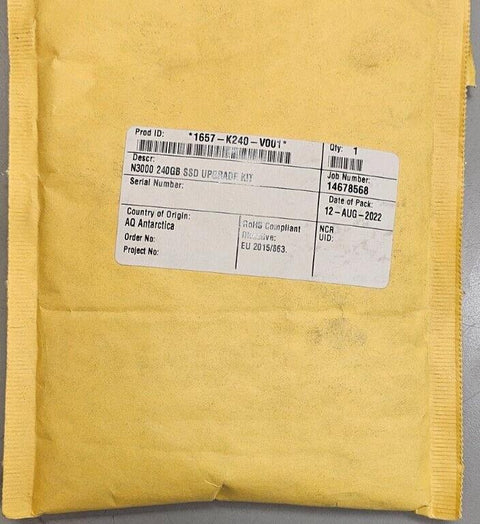 Prod ID: *1657-K240-V001*
Qty: 1
Descr:
N3000 240GB SSD UPGRADE KIT
Job Number:
14678568
Serial Number:
Date of Pack:
12-AUG-2022
Country of Origin:
AQ Antarctica
RoHS Compliant
Directive:
EU 2015/863.
NCR
UID:
Order No:
Project No: